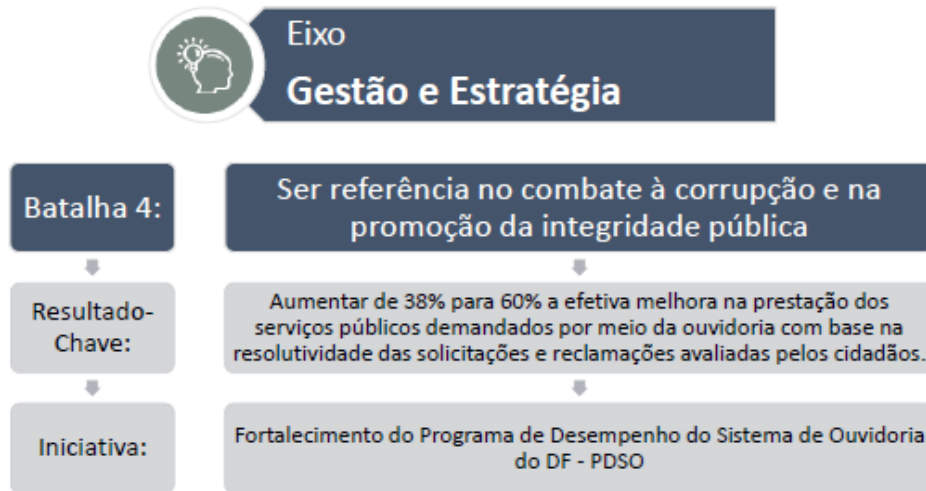 Eixo
Gestão e Estratégia
Batalha 4:
Ser referência no combate à corrupção e na
promoção da integridade pública
Resultado-
Chave:
Aumentar de 38% para 60% a efetiva melhora na prestação dos
serviços públicos demandados por meio da ouvidoria com base na
resolutividade das solicitações e reclamações avaliadas pelos cidadãos.
Iniciativa:
Fortalecimento do Programa de Desempenho do Sistema de Ouvidoria
do DF - PDSO